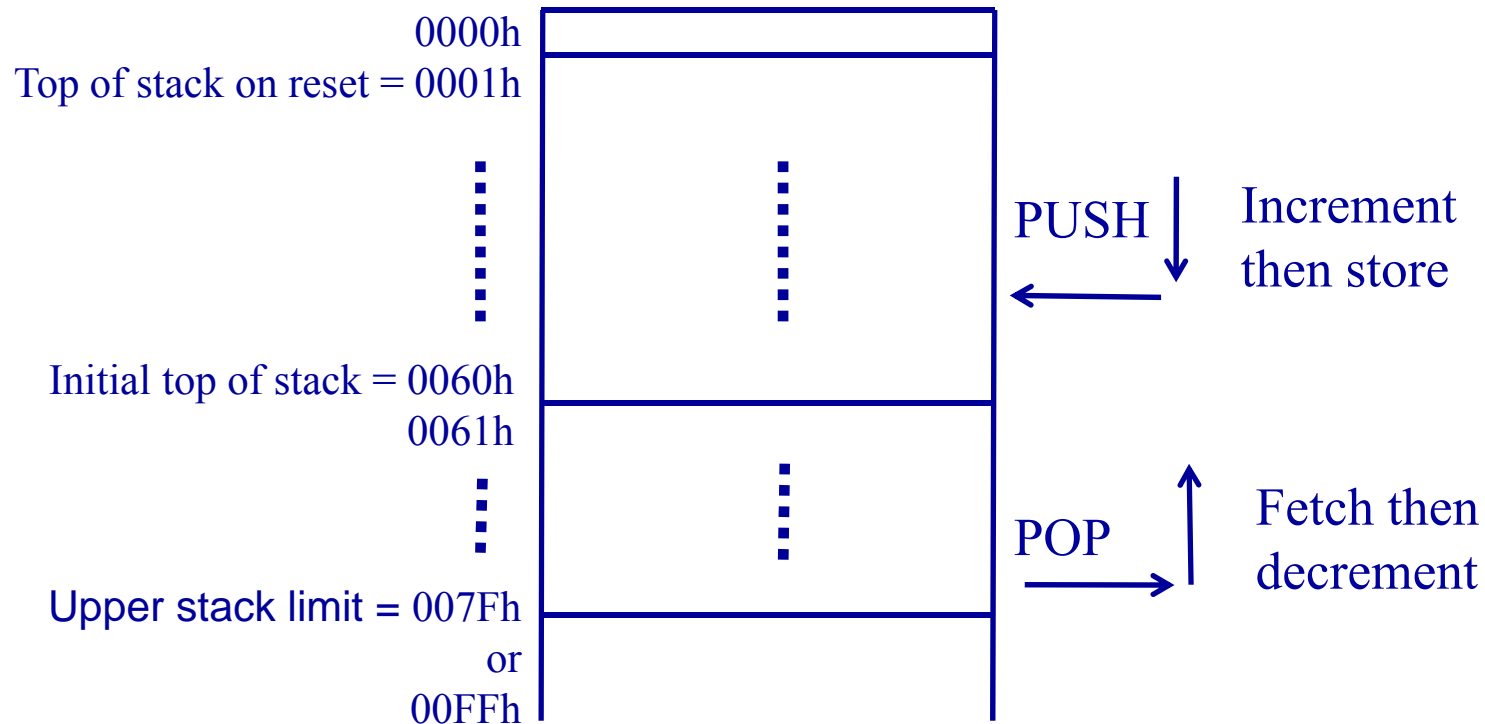 0000h
Top of stack on reset = 0001h
PUSH
Increment
then store
Initial top of stack = 0060h
0061h
POP
Fetch then
decrement
Upper stack limit = 007Fh
or
00FFh